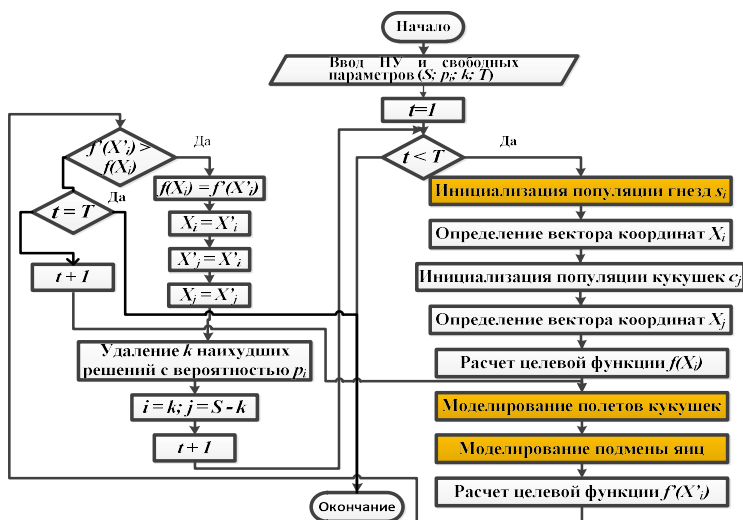 Начало
Ввод НУ и свободных
параметров (S; pᵢ; k; T)
t=1
t < T
Да
Инициализация популяции гнезд sᵢ
Определение вектора координат Xᵢ
Инициализация популяции кукушек cⱼ
Определение вектора координат Xⱼ
Расчет целевой функции f(Xᵢ)
Моделирование полетов кукушек
Моделирование подмены яиц
Расчет целевой функции f'(X'ᵢ)
f'(X'ᵢ) >
f(Xᵢ)
Да
f(Xᵢ) = f'(X'ᵢ)
Xᵢ = X'ᵢ
X'ⱼ = X'ᵢ
Xⱼ = X'ⱼ
Удаление k наихудших
решений с вероятностью pᵢ
i = k; j = S - k
t + 1
t = T
Да
t + 1
Окончание